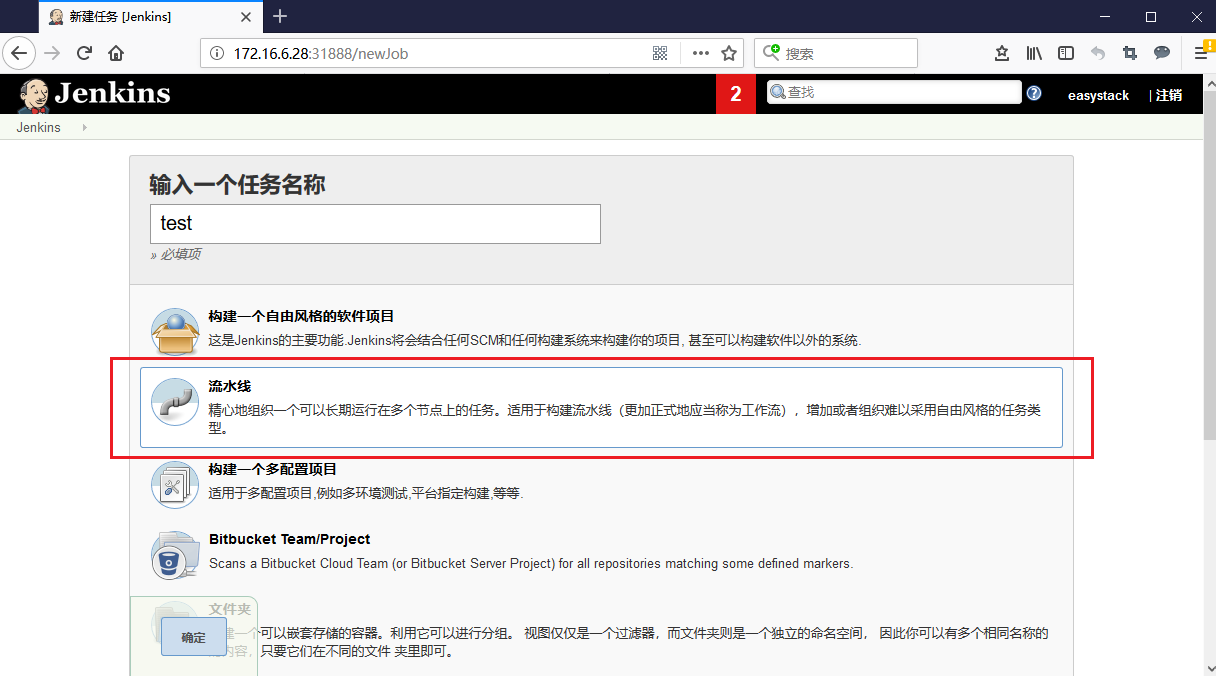 新建任务 [Jenkins]
172.16.6.28:31888/newJob
搜索
Jenkins
2
查找
easystack
| 注销
Jenkins
输入一个任务名称
test
» 必填项
构建一个自由风格的软件项目
这是Jenkins的主要功能.Jenkins将会结合任何SCM和任何构建系统来构建你的项目, 甚至可以构建软件以外的系统.
流水线
精心地组织一个可以长期运行在多个节点上的任务。适用于构建流水线（更加正式地应当称为工作流），增加或者组织难以采用自由风格的任务类
型。
构建一个多配置项目
适用于多配置项目,例如多环境测试,平台指定构建,等等.
Bitbucket Team/Project
Scans a Bitbucket Cloud Team (or Bitbucket Server Project) for all repositories matching some defined markers.
文件夹
建一个可以嵌套存储的容器。利用它可以进行分组。 视图仅仅是一个过滤器，而文件夹则是一个独立的命名空间， 因此你可以有多个相同名称的
内容，只要它们在不同的文件 夹里即可。
确定